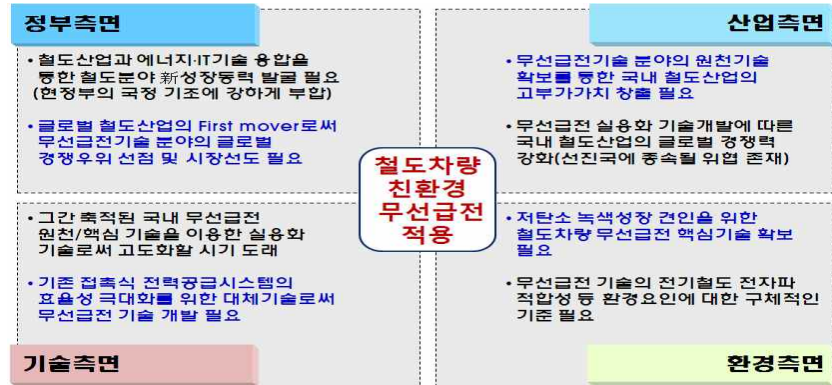 정부측면
• 철도산업과 에너지·IT기술 융합을
통한 철도분야 新성장동력 발굴 필요
(현정부의 국정 기조에 강하게 부합)
• 글로벌 철도산업의 First mover로써
무선급전기술 분야의 글로벌
경쟁우위 선점 및 시장선도 필요
산업측면
• 무선급전기술 분야의 원천기술
확보를 통한 국내 철도산업의
고부가가치 창출 필요
• 무선급전 실용화 기술개발에 따른
국내 철도산업의 글로벌 경쟁력
강화(선진국에 종속될 위협 존재)
철도차량
친환경
무선급전
적용
• 그간 축적된 국내 무선급전
원천/핵심 기술을 이용한 실용화
기술로써 고도화할 시기 도래
• 기존 접촉식 전력공급시스템의
효율성 극대화를 위한 대체기술로써
무선급전 기술 개발 필요
기술측면
• 저탄소 녹색성장 견인을 위한
철도차량 무선급전 핵심기술 확보
필요
• 무선급전 기술의 전기철도 전자파
적합성 등 환경요인에 대한 구체적인
기준 필요
환경측면